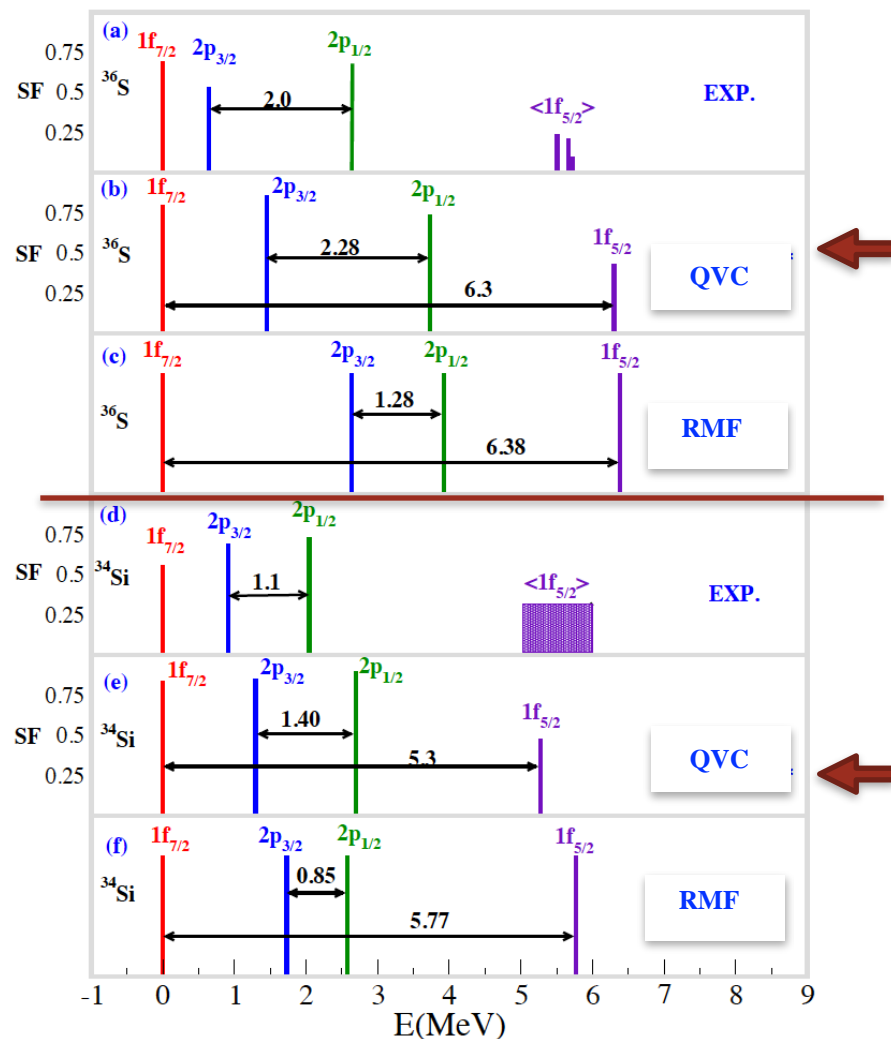 (a) 1f7/2 2p3/2 2p1/2
0.75
SF 0.5 36S 2.0 <1f5/2> EXP.
0.25
(b) 1f7/2 2p3/2 2p1/2
0.75
SF 0.5 36S 2.28 1f5/2 QVC
0.25 6.3
(c) 1f7/2 2p3/2 2p1/2 1f5/2
36S 1.28 RMF
6.38
(d) 1f7/2 2p3/2 2p1/2
0.75
SF 0.5 34Si 1.1 <1f5/2> EXP.
0.25
(e) 1f7/2 2p3/2 2p1/2
0.75
SF 0.5 34Si 1.40 1f5/2 QVC
0.25 5.3
(f) 1f7/2 2p3/2 2p1/2 1f5/2
34Si 0.85 RMF
5.77
-1 0 1 2 3 4 5 6 7 8 9
E(MeV)